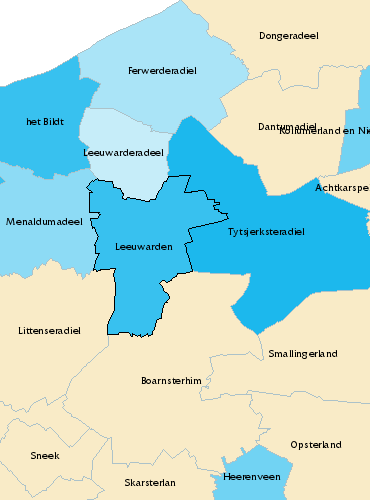 Dongeradeel
Ferwerderadiel
het Bildt
Dantumadiel
Kollumerland en Nie
Leeuwarderadeel
Achtkarspe
Menaldumadeel
Tytsjerksteradiel
Leeuwarden
Littenseradiel
Smallingerland
Boarnsterhim
Opsterland
Sneek
Heerenveen
Skarsterlan